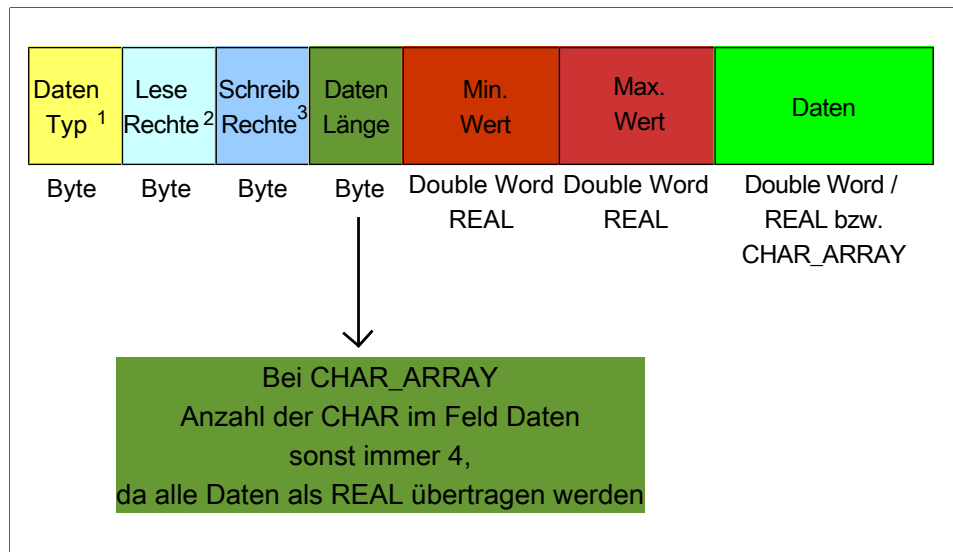 Daten
Typ 1
Lese
Rechte 2
Schreib
Rechte 3
Daten
Länge
Min.
Wert
Max.
Wert
Daten
Byte
Byte
Byte
Byte
Double Word
REAL
Double Word
REAL
Double Word /
REAL bzw.
CHAR_ARRAY
Bei CHAR_ARRAY
Anzahl der CHAR im Feld Daten
sonst immer 4,
da alle Daten als REAL übertragen werden